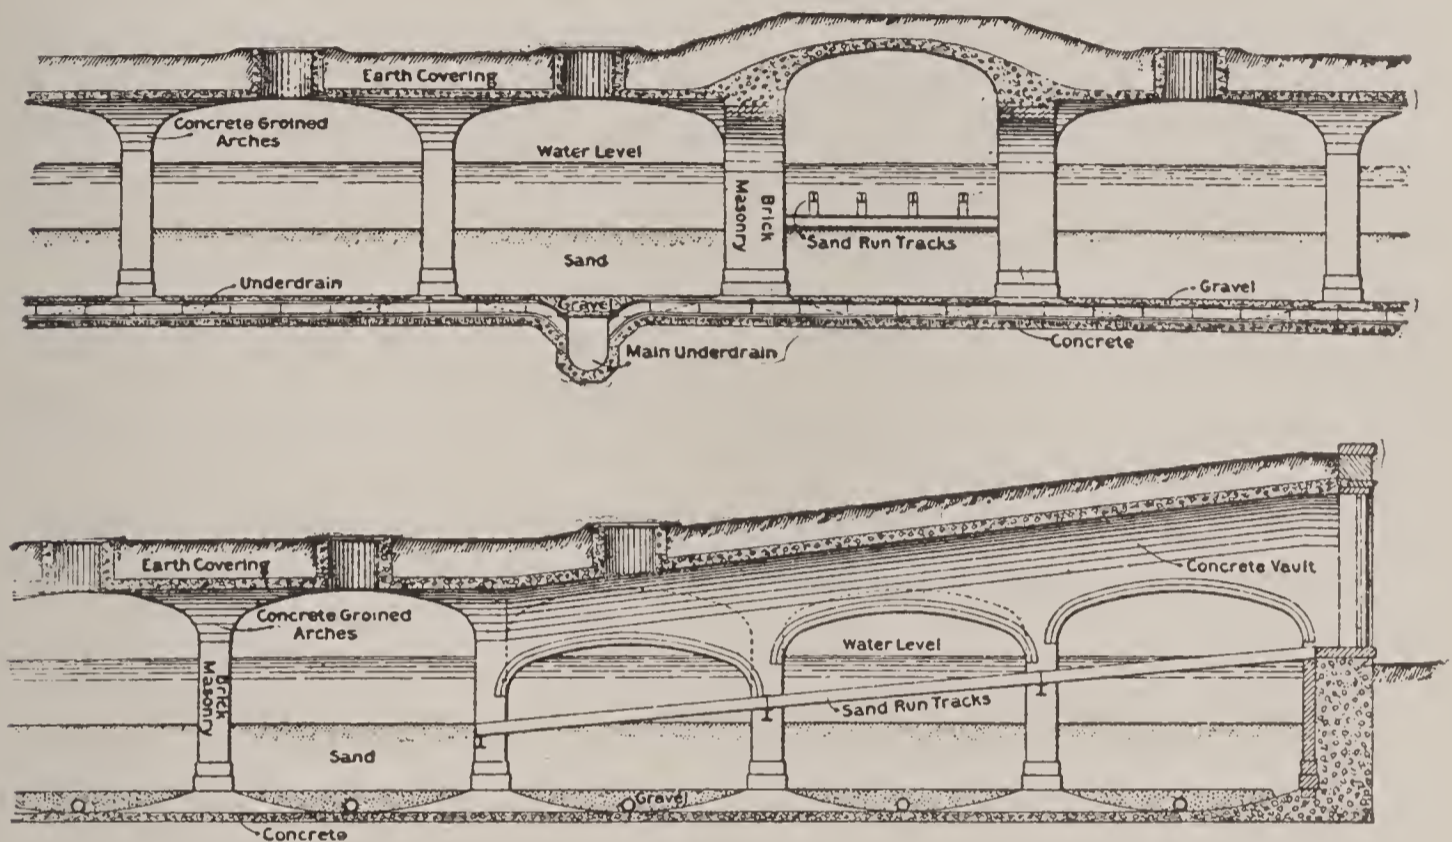 Earth Covering
Concrete Groined
Arches
Water Level
Brick
Masonry
Sand Run Tracks
Sand
Underdrain
Gravel
Gravel
Main Underdrain
Concrete
Earth Covering
Concrete Vault
Concrete Groined
Arches
Water Level
Brick
Masonry
Sand Run Tracks
Sand
Gravel
Concrete